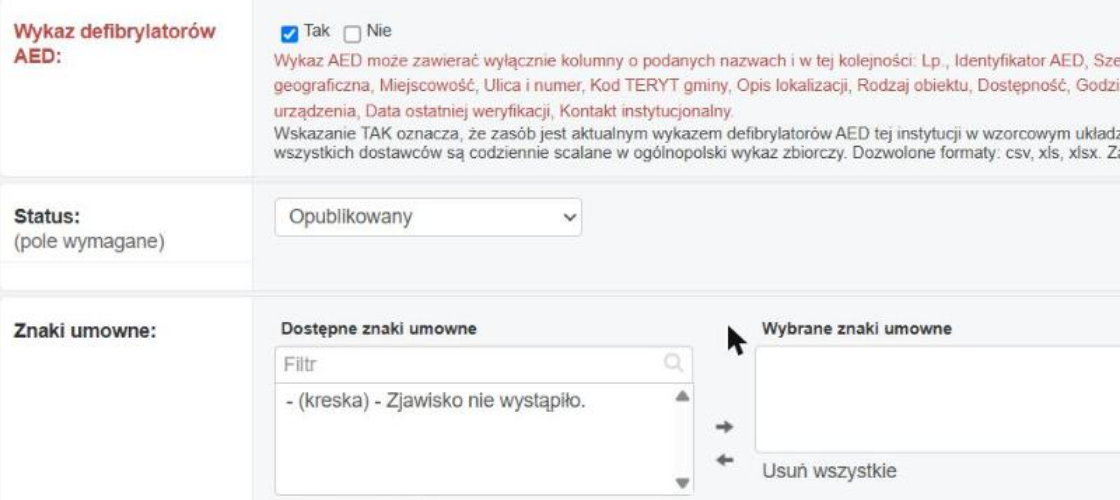 Wykaz defibrylatorów
AED:
Tak Nie
Wykaz AED może zawierać wyłącznie kolumny o podanych nazwach i w tej kolejności: Lp., Identyfikator AED, Sze
geograficzna, Miejscowość, Ulica i numer, Kod TERYT gminy, Opis lokalizacji, Rodzaj obiektu, Dostępność, Godzi
urządzenia, Data ostatniej weryfikacji, Kontakt instytucjonalny.
Wskazanie TAK oznacza, że zasób jest aktualnym wykazem defibrylatorów AED tej instytucji w wzorcowym układz
wszystkich dostawców są codziennie scalane w ogólnopolski wykaz zbiorczy. Dozwolone formaty: csv, xls, xlsx. Za
Status:
(pole wymagane)
Opublikowany
Znaki umowne:
Dostępne znaki umowne
Filtr
- (kreska) - Zjawisko nie wystąpiło.
Wybrane znaki umowne
Usuń wszystkie